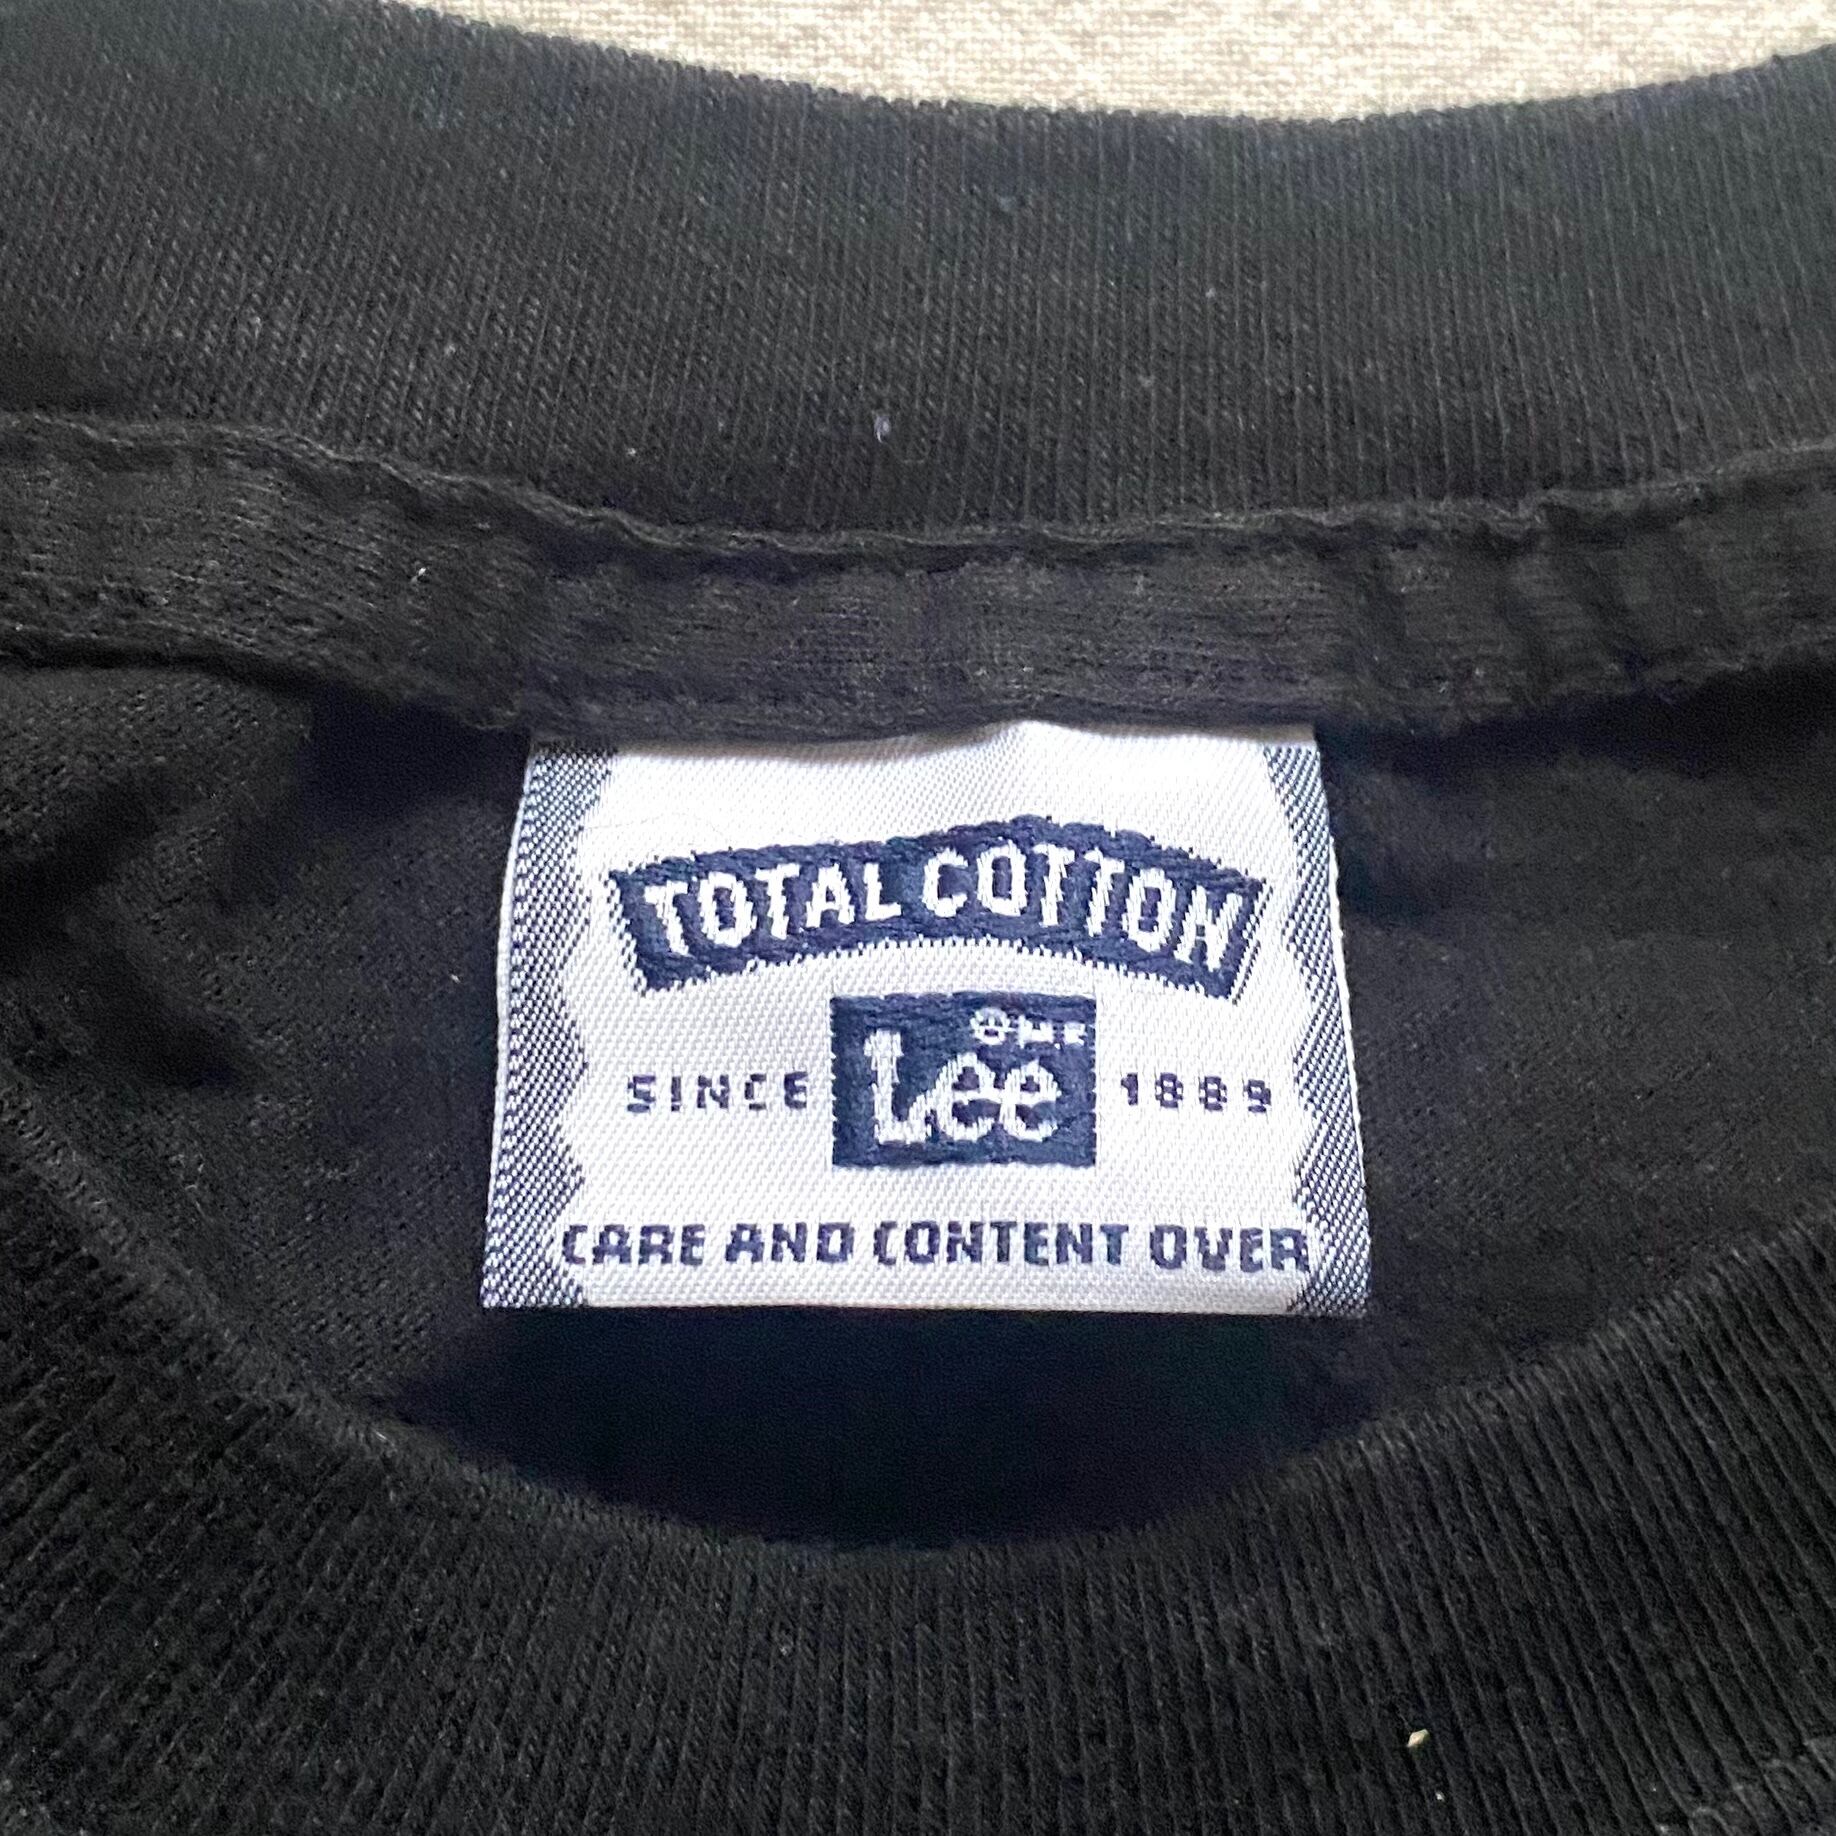 TOTAL COTTON
SINCE Lee 1889
CARE AND CONTENT OVER